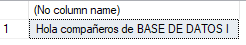 (No column name)
1 Hola compañeros de BASE DE DATOS I